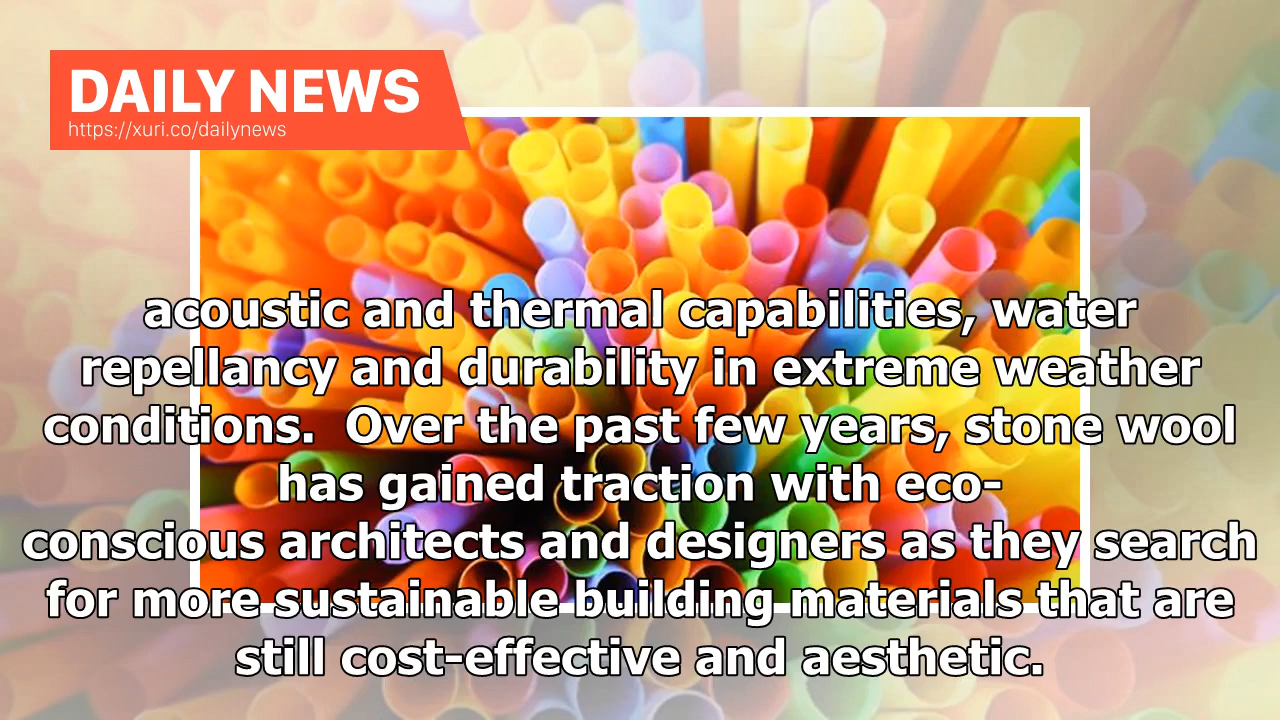 DAILY NEWS
https://xuri.co/dailynews
acoustic and thermal capabilities, water
repellancy and durability in extreme weather
conditions.  Over the past few years, stone wool
has gained traction with eco-
conscious architects and designers as they search
for more sustainable building materials that are
still cost-effective and aesthetic.